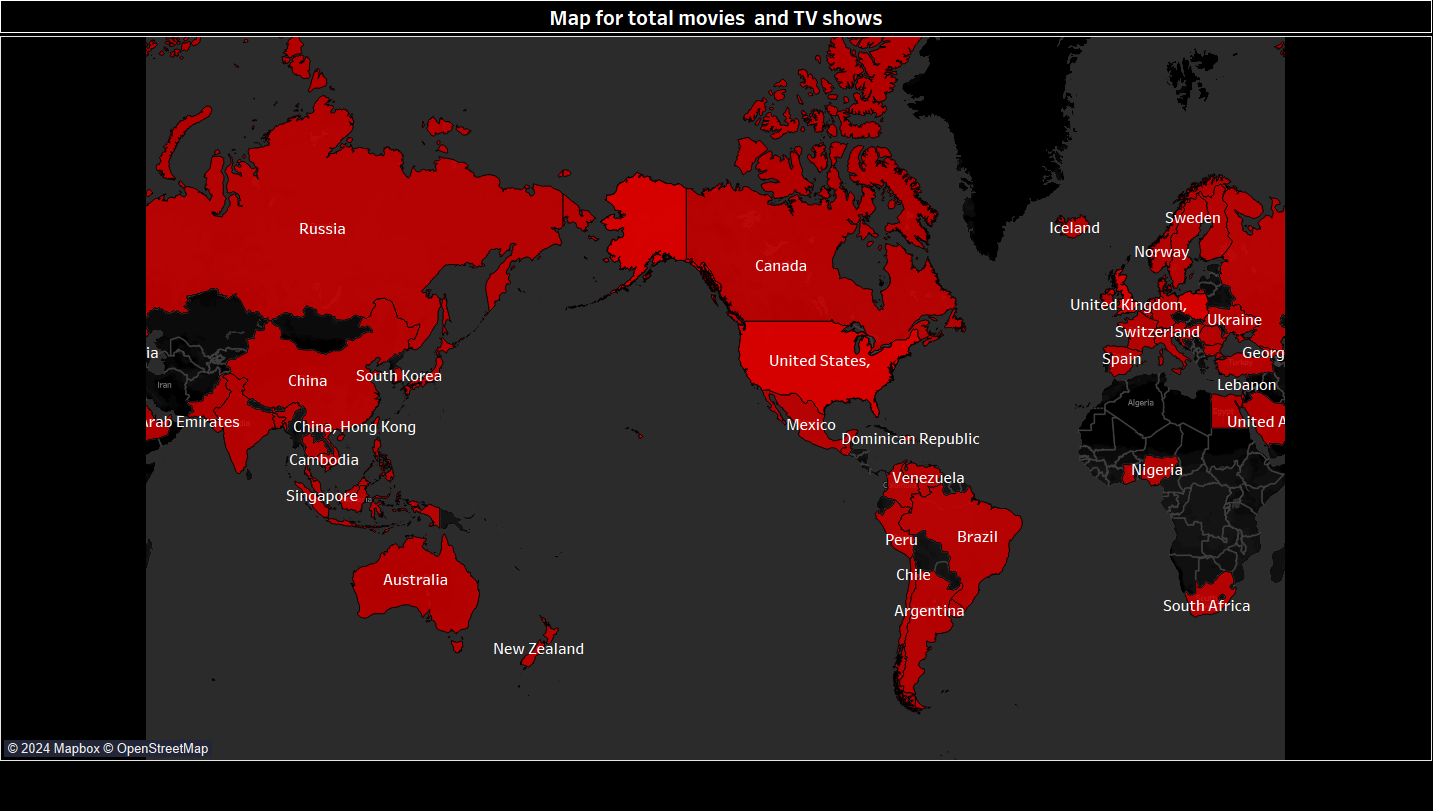 Map for total movies  and TV shows
Russia
Canada
Iceland
Sweden
Norway
United Kingdom,
Ukraine
Switzerland
Spain
Georg
Lebanon
ia
Iran
China
South Korea
United States,
Mexico
Dominican Republic
Algeria
United A
rab Emirates
China, Hong Kong
Cambodia
Singapore
Nigeria
Venezuela
Peru
Brazil
Chile
Argentina
Australia
New Zealand
South Africa
© 2024 Mapbox © OpenStreetMap